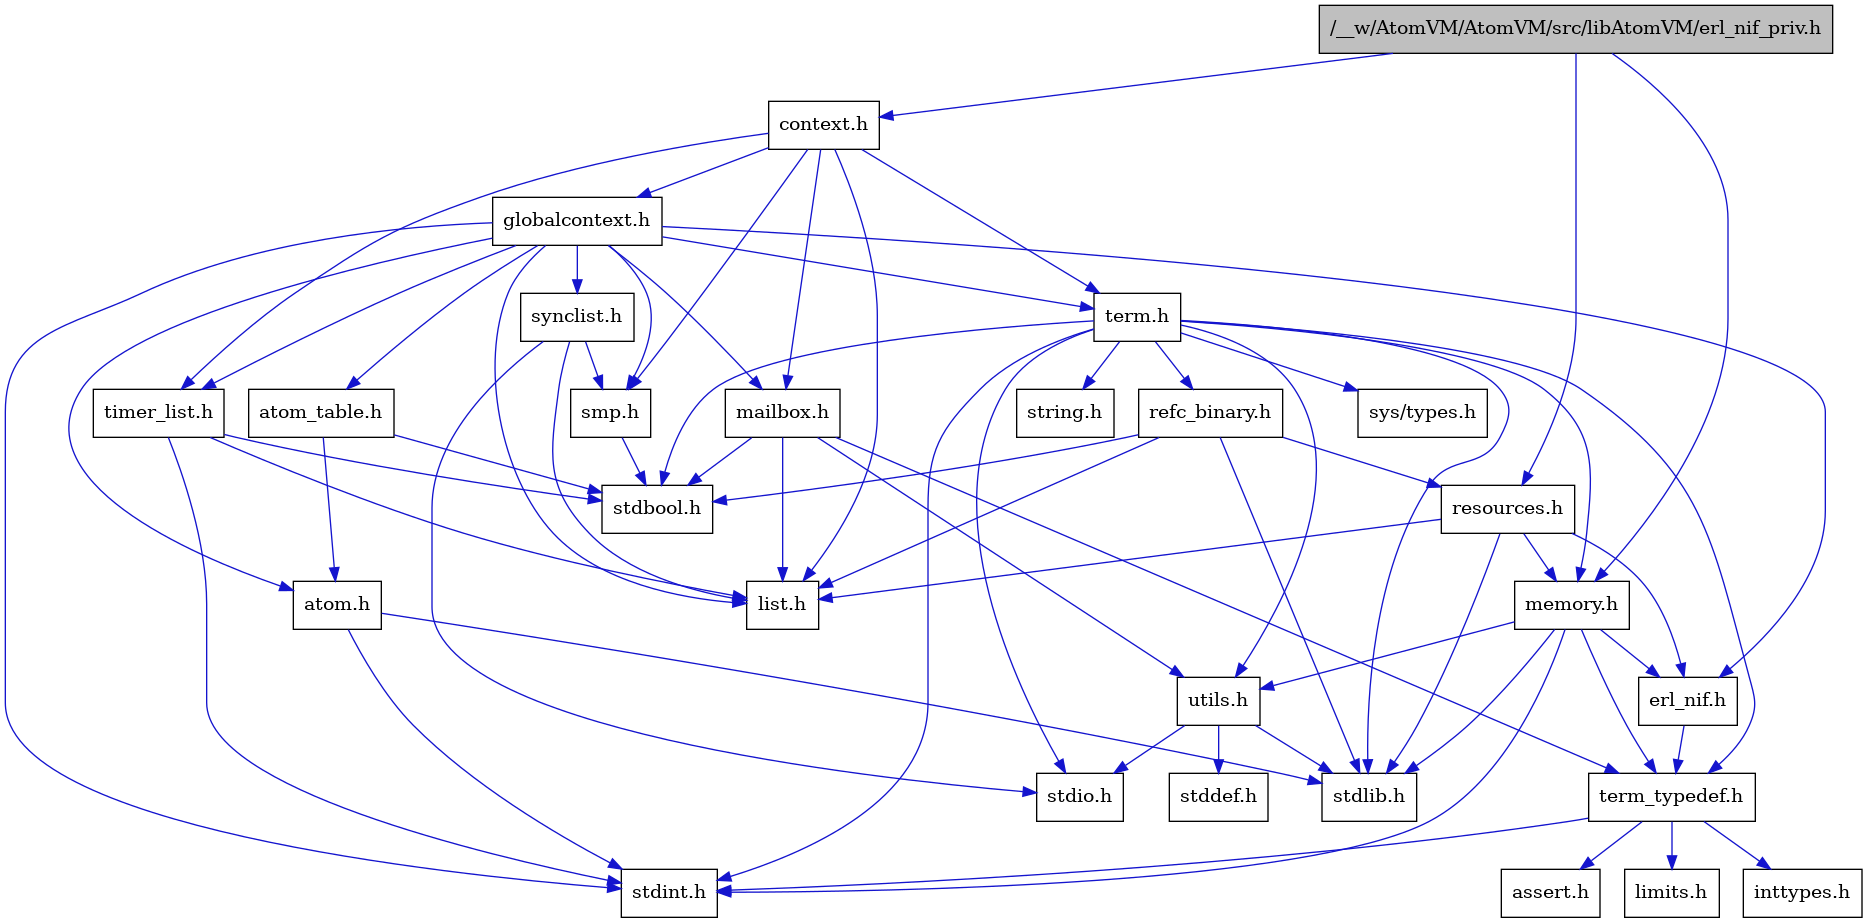 /__w/AtomVM/AtomVM/src/libAtomVM/erl_nif_priv.h
context.h
globalcontext.h
synclist.h
term.h
timer_list.h
atom_table.h
smp.h
mailbox.h
string.h
refc_binary.h
sys/types.h
stdbool.h
resources.h
atom.h
list.h
memory.h
utils.h
erl_nif.h
stdio.h
stddef.h
stdlib.h
term_typedef.h
stdint.h
assert.h
limits.h
inttypes.h